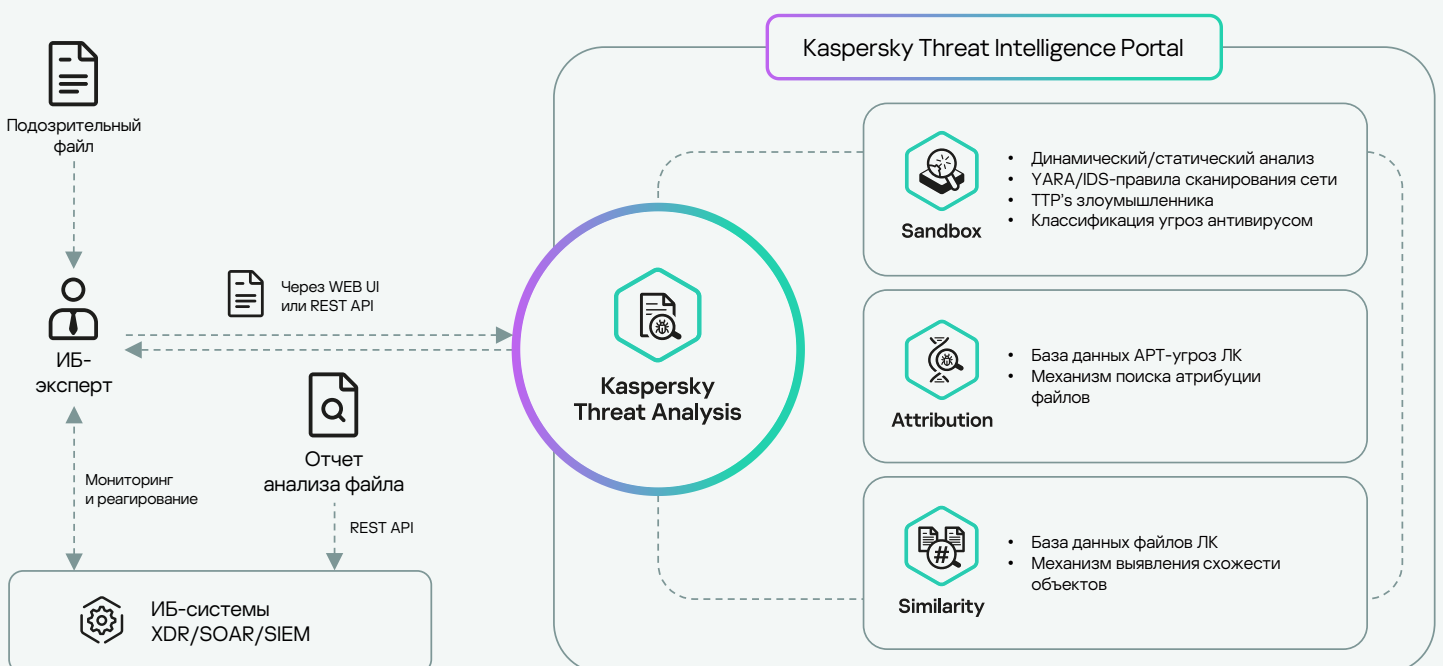 Kaspersky Threat Intelligence Portal
Подозрительный
файл
ИБ-
эксперт
Через WEB UI
или REST API
Отчет
анализа файла
Мониторинг
и реагирование
REST API
ИБ-системы
XDR/SOAR/SIEM
Kaspersky
Threat Analysis
Sandbox
• Динамический/статический анализ
• YARA/IDS-правила сканирования сети
• TTP's злоумышленника
• Классификация угроз антивирусом
Attribution
• База данных APT-угроз ЛК
• Механизм поиска атрибуции
файлов
Similarity
• База данных файлов ЛК
• Механизм выявления схожести
объектов
#